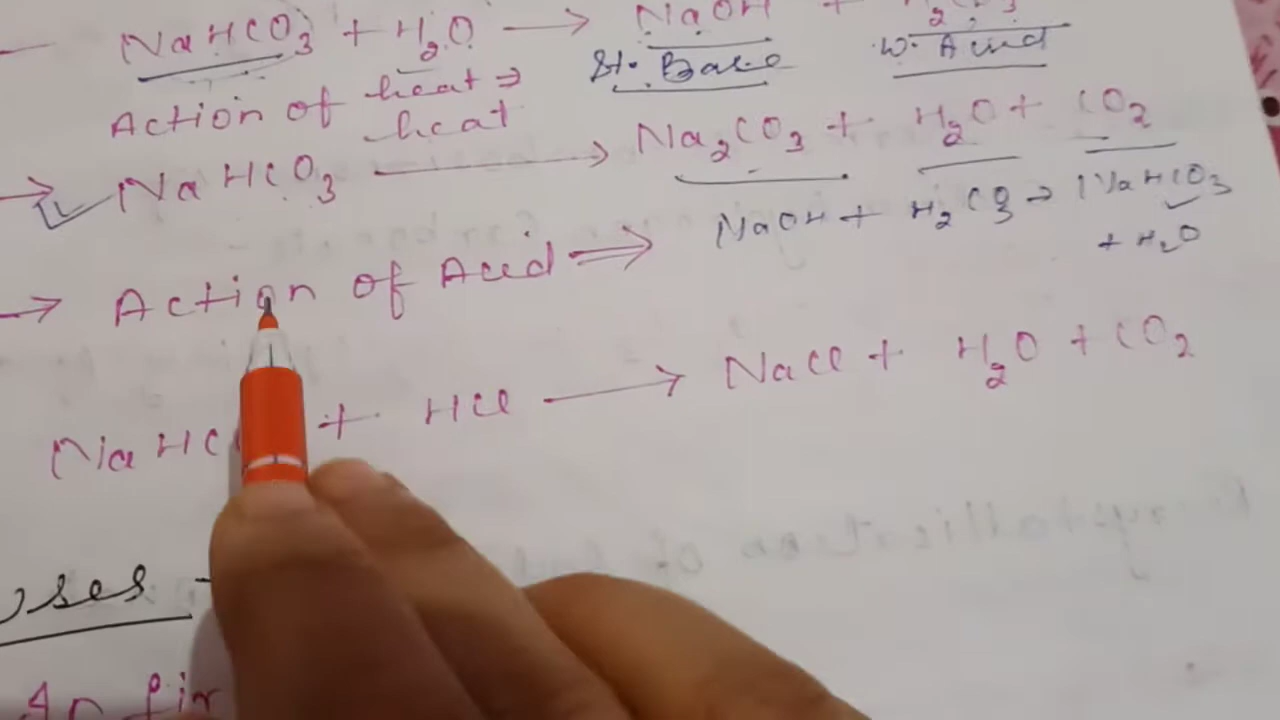 NaHCO3 + H2O → NaOH +
St. Base W. Acid
Action of heat ⇒
heat
→ NaHCO3 → Na2CO3 + H2O + CO2
NaOH + H2CO3 → NaHCO3
+ H2O
→ Action of Acid ⇒
NaHC + HCl → NaCl + H2O + CO2
Uses -